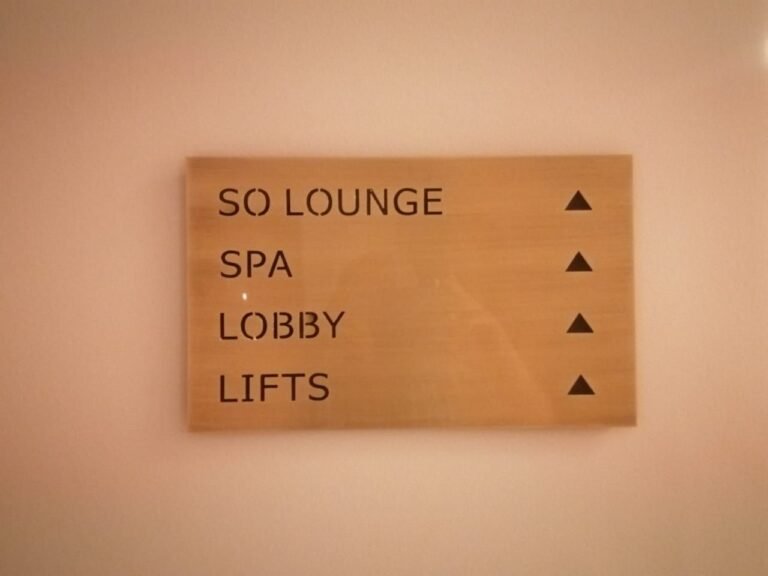 SO LOUNGE ▲
SPA ▲
LOBBY ▲
LIFTS ▲